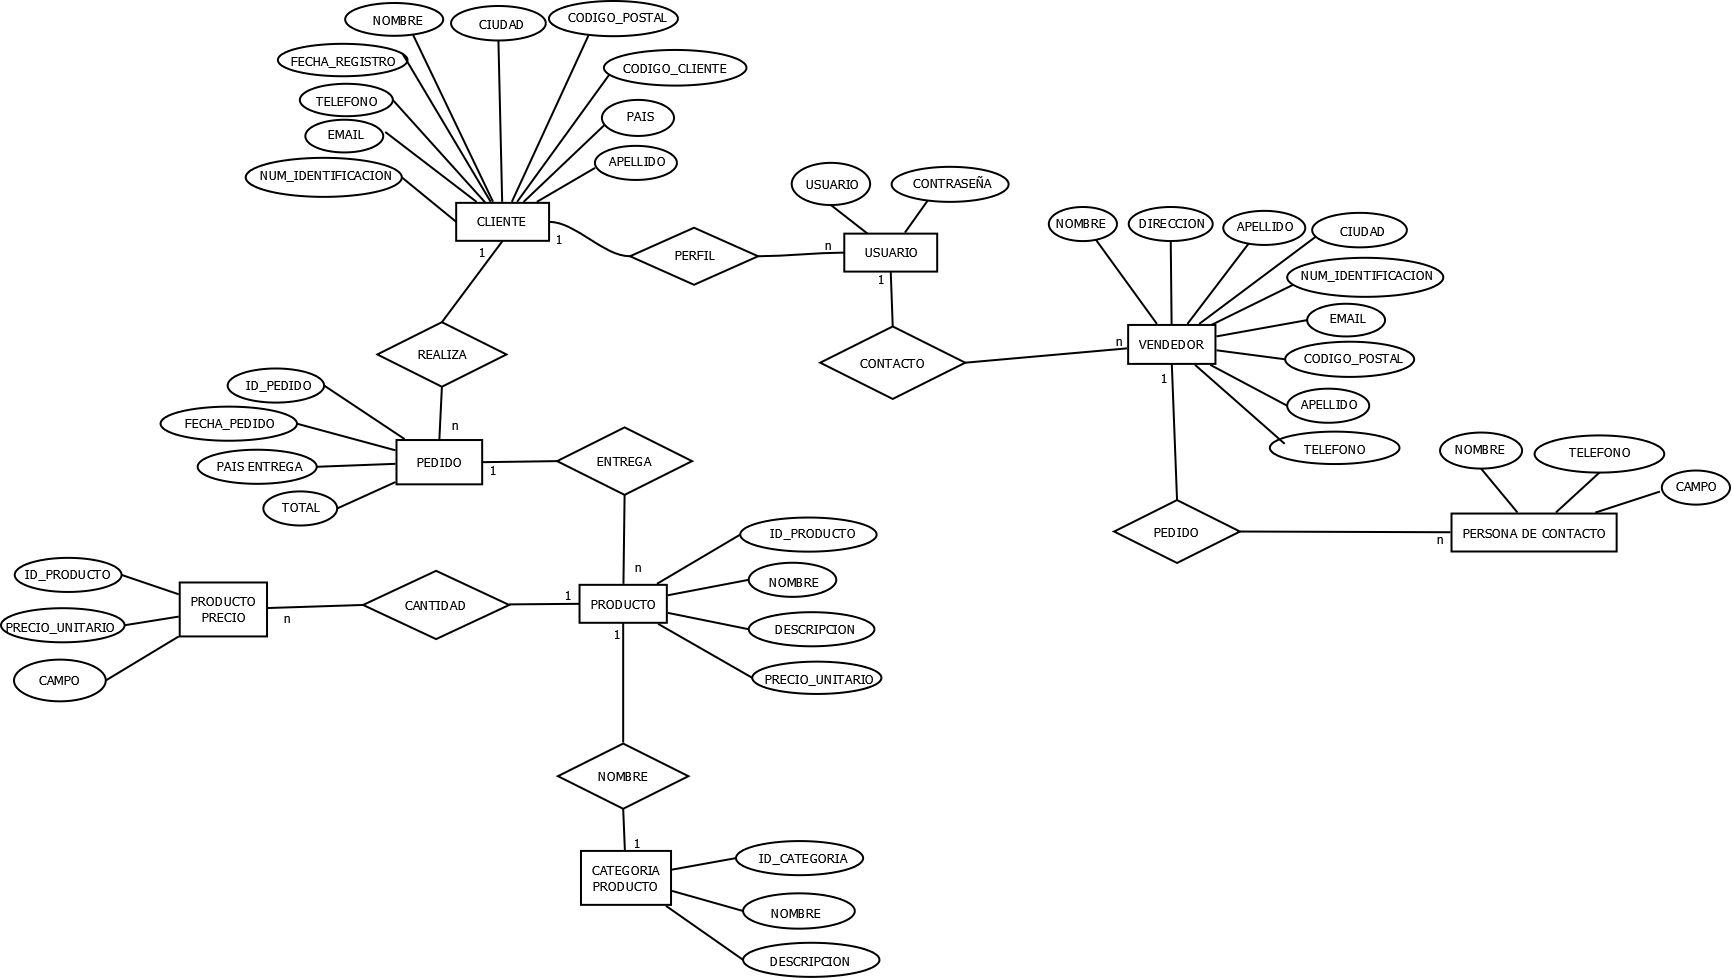 NOMBRE
CIUDAD
CODIGO_POSTAL
FECHA_REGISTRO
CODIGO_CLIENTE
TELEFONO
PAIS
EMAIL
APELLIDO
NUM_IDENTIFICACION
CLIENTE
1
1
PERFIL
n
USUARIO
CONTRASEÑA
USUARIO
1
CONTACTO
n
NOMBRE
DIRECCION
APELLIDO
CIUDAD
NUM_IDENTIFICACION
EMAIL
CODIGO_POSTAL
APELLIDO
TELEFONO
VENDEDOR
1
PEDIDO
n
NOMBRE
TELEFONO
CAMPO
PERSONA DE CONTACTO
REALIZA
n
ID_PEDIDO
FECHA_PEDIDO
PAIS ENTREGA
TOTAL
PEDIDO
1
ENTREGA
n
ID_PRODUCTO
NOMBRE
DESCRIPCION
PRECIO_UNITARIO
PRODUCTO
1
1
CANTIDAD
n
PRODUCTO
PRECIO
ID_PRODUCTO
PRECIO_UNITARIO
CAMPO
NOMBRE
1
CATEGORIA
PRODUCTO
ID_CATEGORIA
NOMBRE
DESCRIPCION